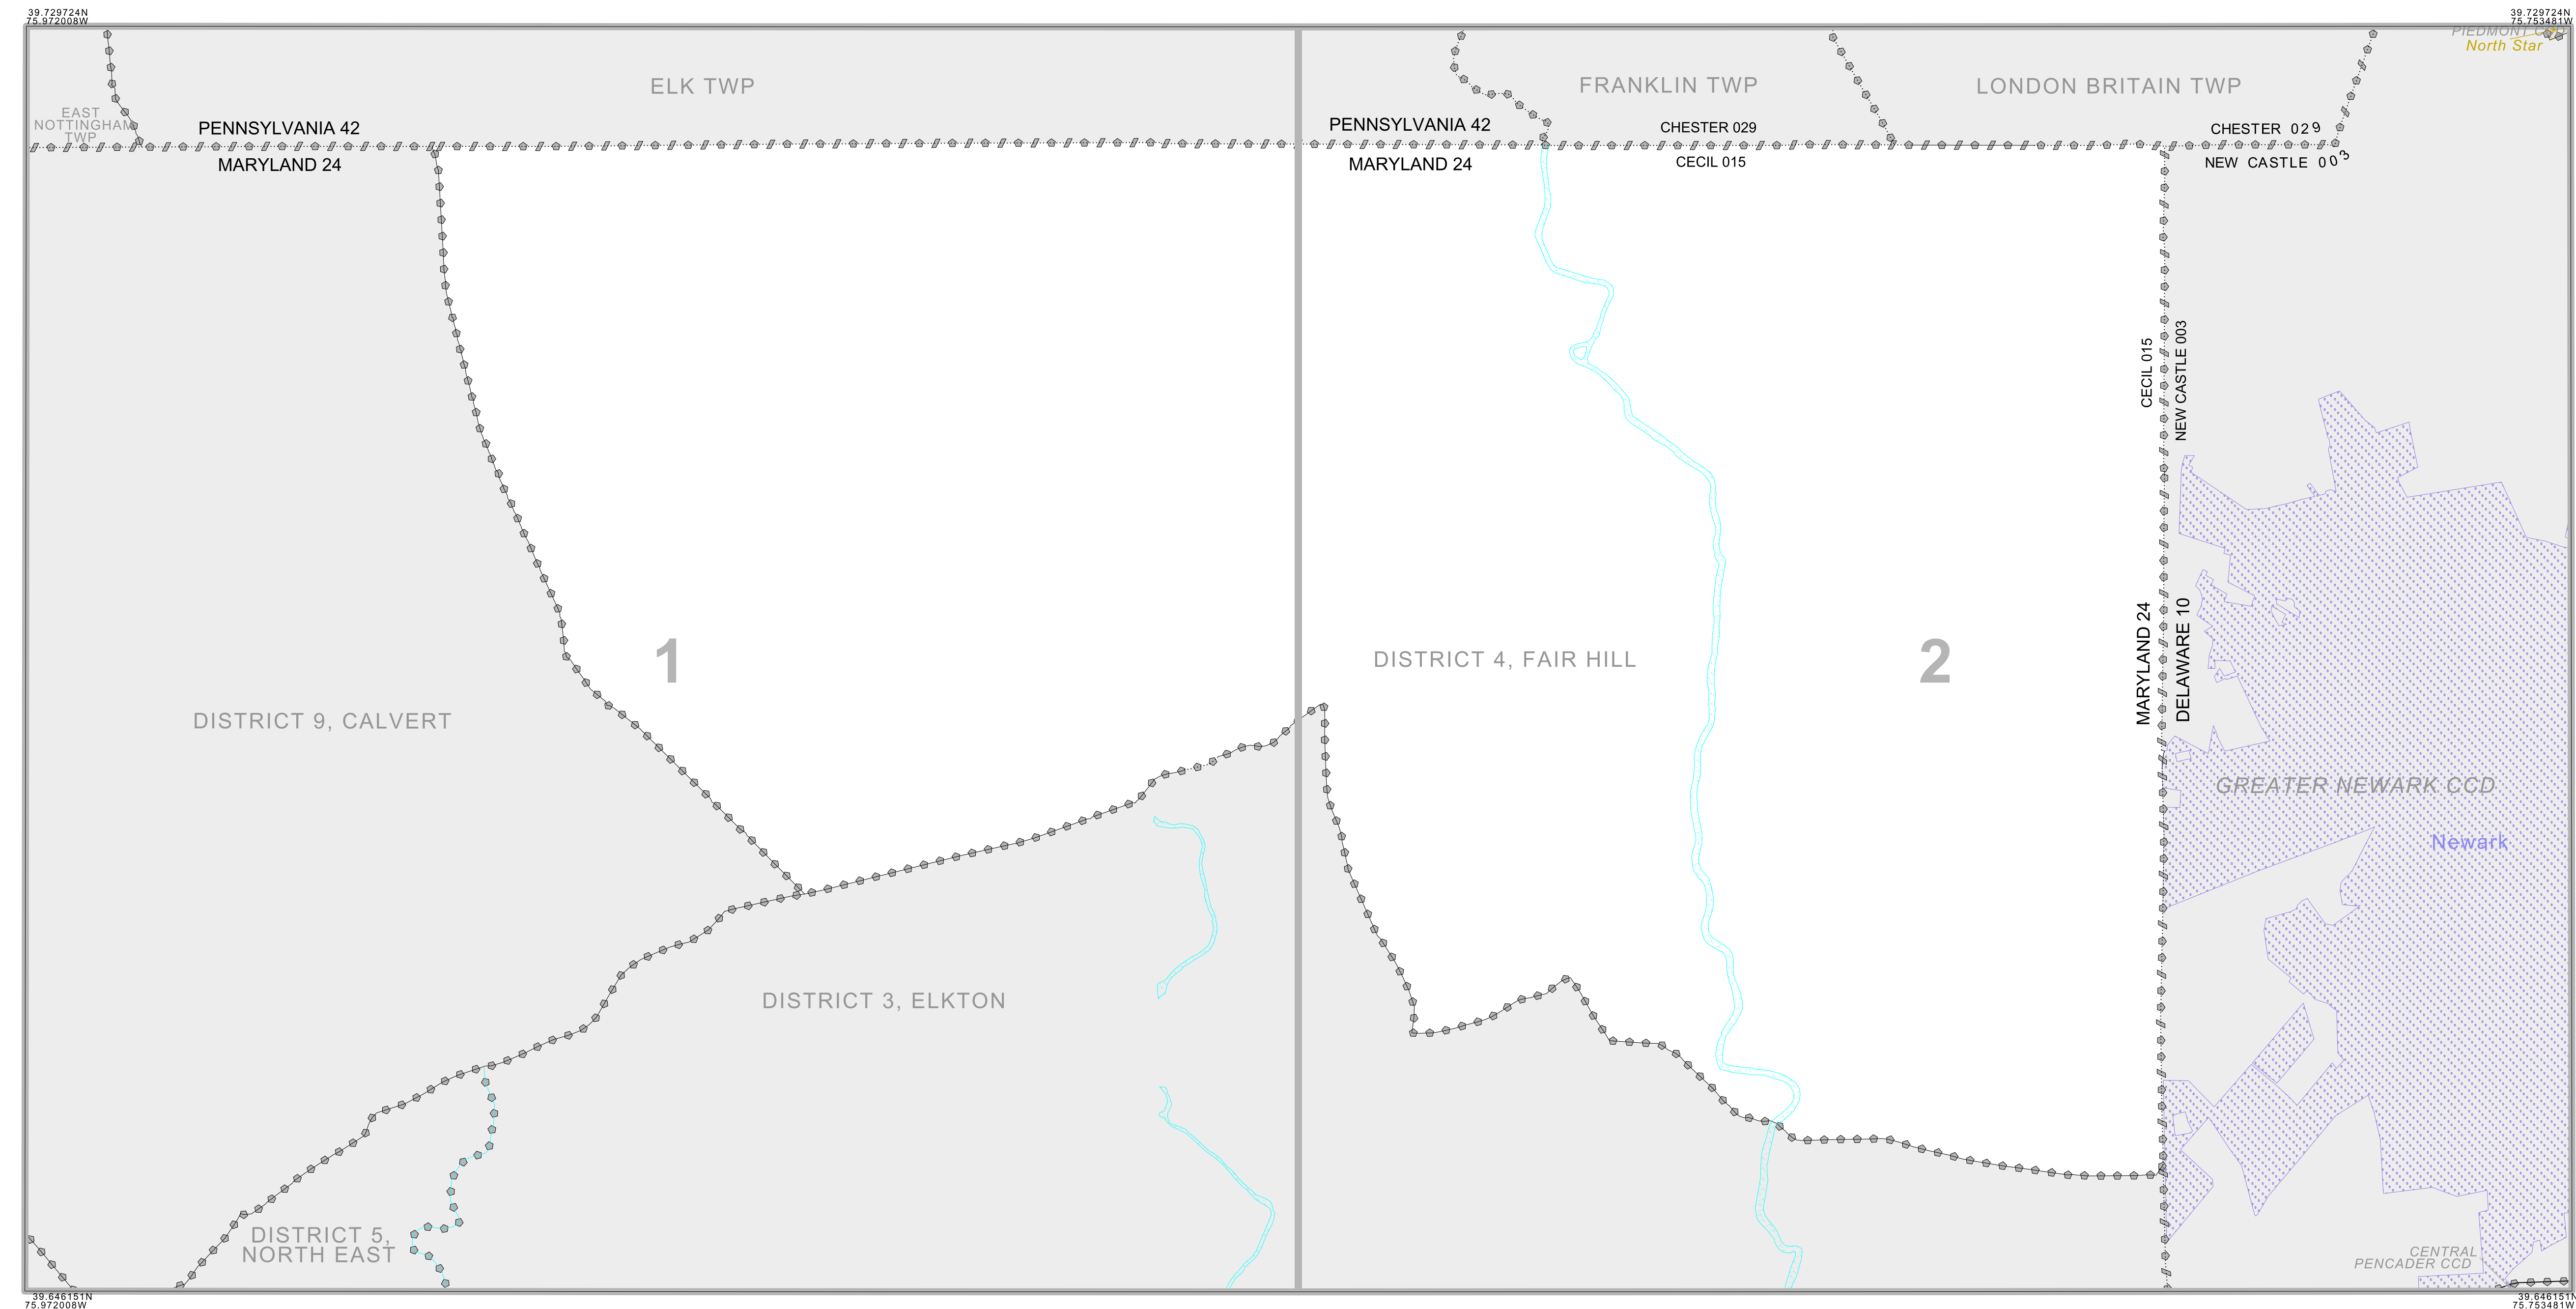 39.729724N
75.972008W
39.729724N
75.753481W
PIEDMONT CCD
North Star
ELK TWP
FRANKLIN TWP
LONDON BRITAIN TWP
EAST
NOTTINGHAM
TWP
PENNSYLVANIA 42
MARYLAND 24
PENNSYLVANIA 42
MARYLAND 24
CHESTER 029
CECIL 015
CHESTER 029
NEW CASTLE 003
CECIL 015
NEW CASTLE 003
MARYLAND 24
DELAWARE 10
1
DISTRICT 4, FAIR HILL
2
DISTRICT 9, CALVERT
GREATER NEWARK CCD
Newark
DISTRICT 3, ELKTON
DISTRICT 5,
NORTH EAST
CENTRAL
PENCADER CCD
39.646151N
75.972008W
39.646151N
75.753481W